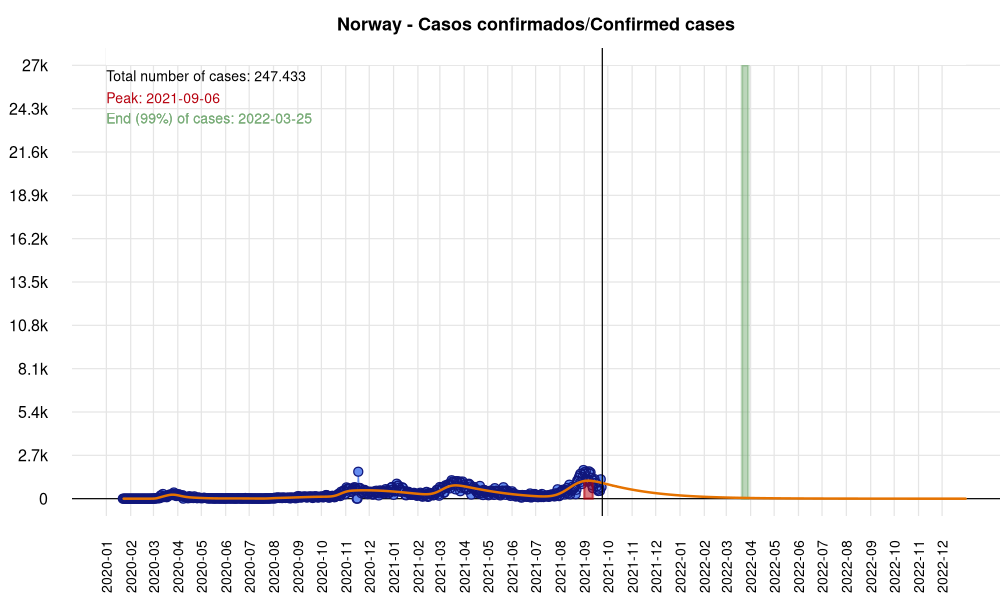 Norway - Casos confirmados/Confirmed cases
Total number of cases: 247.433
Peak: 2021-09-06
End (99%) of cases: 2022-03-25
27k
24.3k
21.6k
18.9k
16.2k
13.5k
10.8k
8.1k
5.4k
2.7k
0
2020-01
2020-02
2020-03
2020-04
2020-05
2020-06
2020-07
2020-08
2020-09
2020-10
2020-11
2020-12
2021-01
2021-02
2021-03
2021-04
2021-05
2021-06
2021-07
2021-08
2021-09
2021-10
2021-11
2021-12
2022-01
2022-02
2022-03
2022-04
2022-05
2022-06
2022-07
2022-08
2022-09
2022-10
2022-11
2022-12